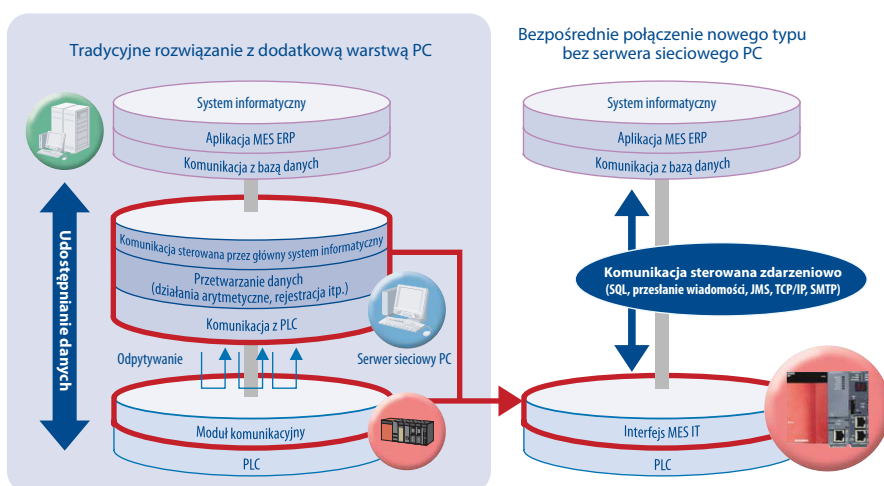 Tradycyjne rozwiązanie z dodatkową warstwą PC
System informatyczny
Aplikacja MES ERP
Komunikacja z bazą danych
Udostępnianie danych
Komunikacja sterowana przez główny system informatyczny
Przetwarzanie danych
(działania arytmetyczne, rejestracja itp.)
Komunikacja z PLC
Odpytywanie
Serwer sieciowy PC
Moduł komunikacyjny
PLC
Bezpośrednie połączenie nowego typu
bez serwera sieciowego PC
System informatyczny
Aplikacja MES ERP
Komunikacja z bazą danych
Komunikacja sterowana zdarzeniowo
(SQL, przesłanie wiadomości, JMS, TCP/IP, SMTP)
Interfejs MES IT
PLC